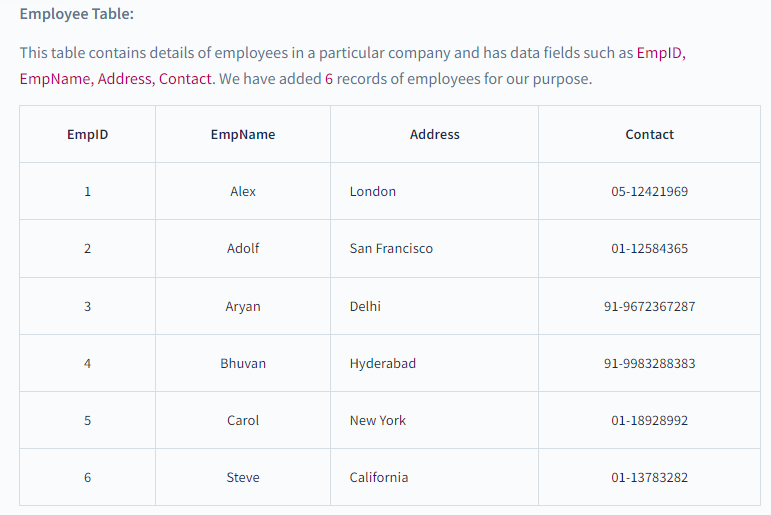 Employee Table:
This table contains details of employees in a particular company and has data fields such as EmpID,
EmpName, Address, Contact. We have added 6 records of employees for our purpose.
EmpID EmpName Address Contact
1 Alex London 05-12421969
2 Adolf San Francisco 01-12584365
3 Aryan Delhi 91-9672367287
4 Bhuvan Hyderabad 91-9983288383
5 Carol New York 01-18928992
6 Steve California 01-13783282